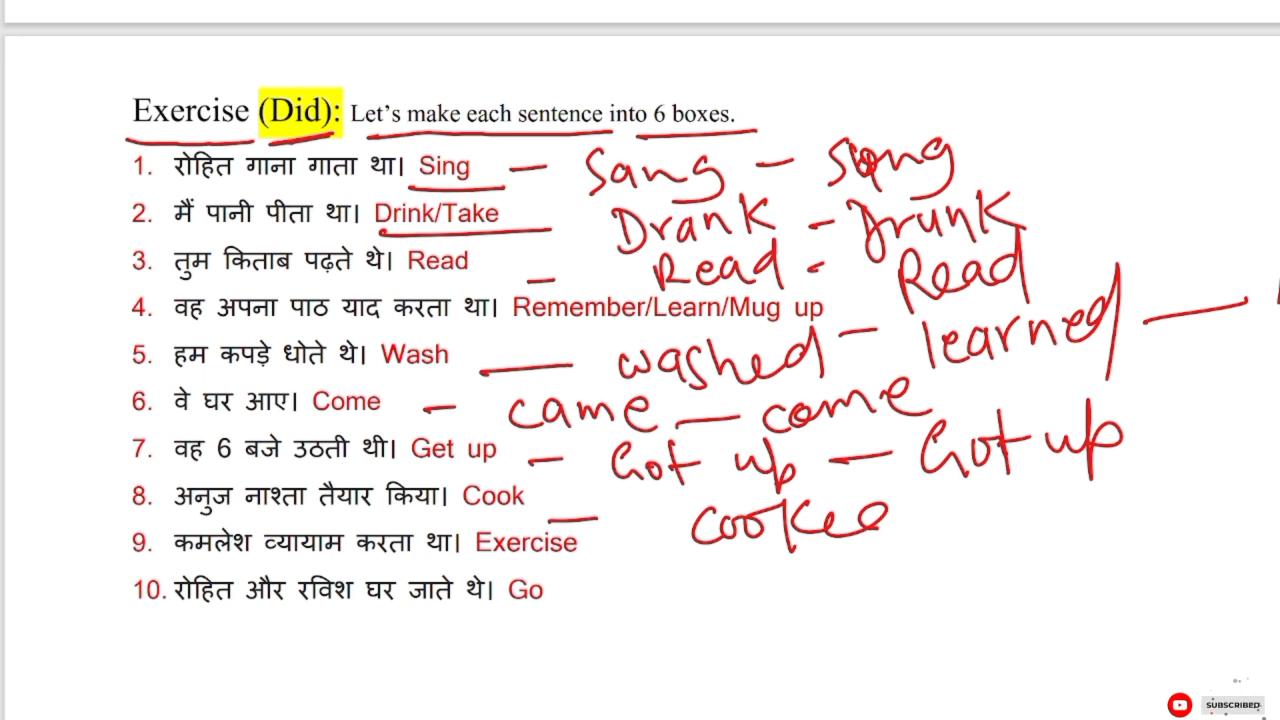 Exercise (Did): Let's make each sentence into 6 boxes.
1. रोहित गाना गाता था। Sing — Sang — Sung
2. मैं पानी पीता था। Drink/Take Drank - Drunk
3. तुम किताब पढ़ते थे। Read — Read - Read
4. वह अपना पाठ याद करता था। Remember/Learn/Mug up — learned —
5. हम कपड़े धोते थे। Wash — washed
6. वे घर आए। Come — came — come
7. वह 6 बजे उठती थी। Get up — Got up — Got up
8. अनुज नाश्ता तैयार किया। Cook — cooke
9. कमलेश व्यायाम करता था। Exercise
10. रोहित और रविश घर जाते थे। Go
SUBSCRIBED